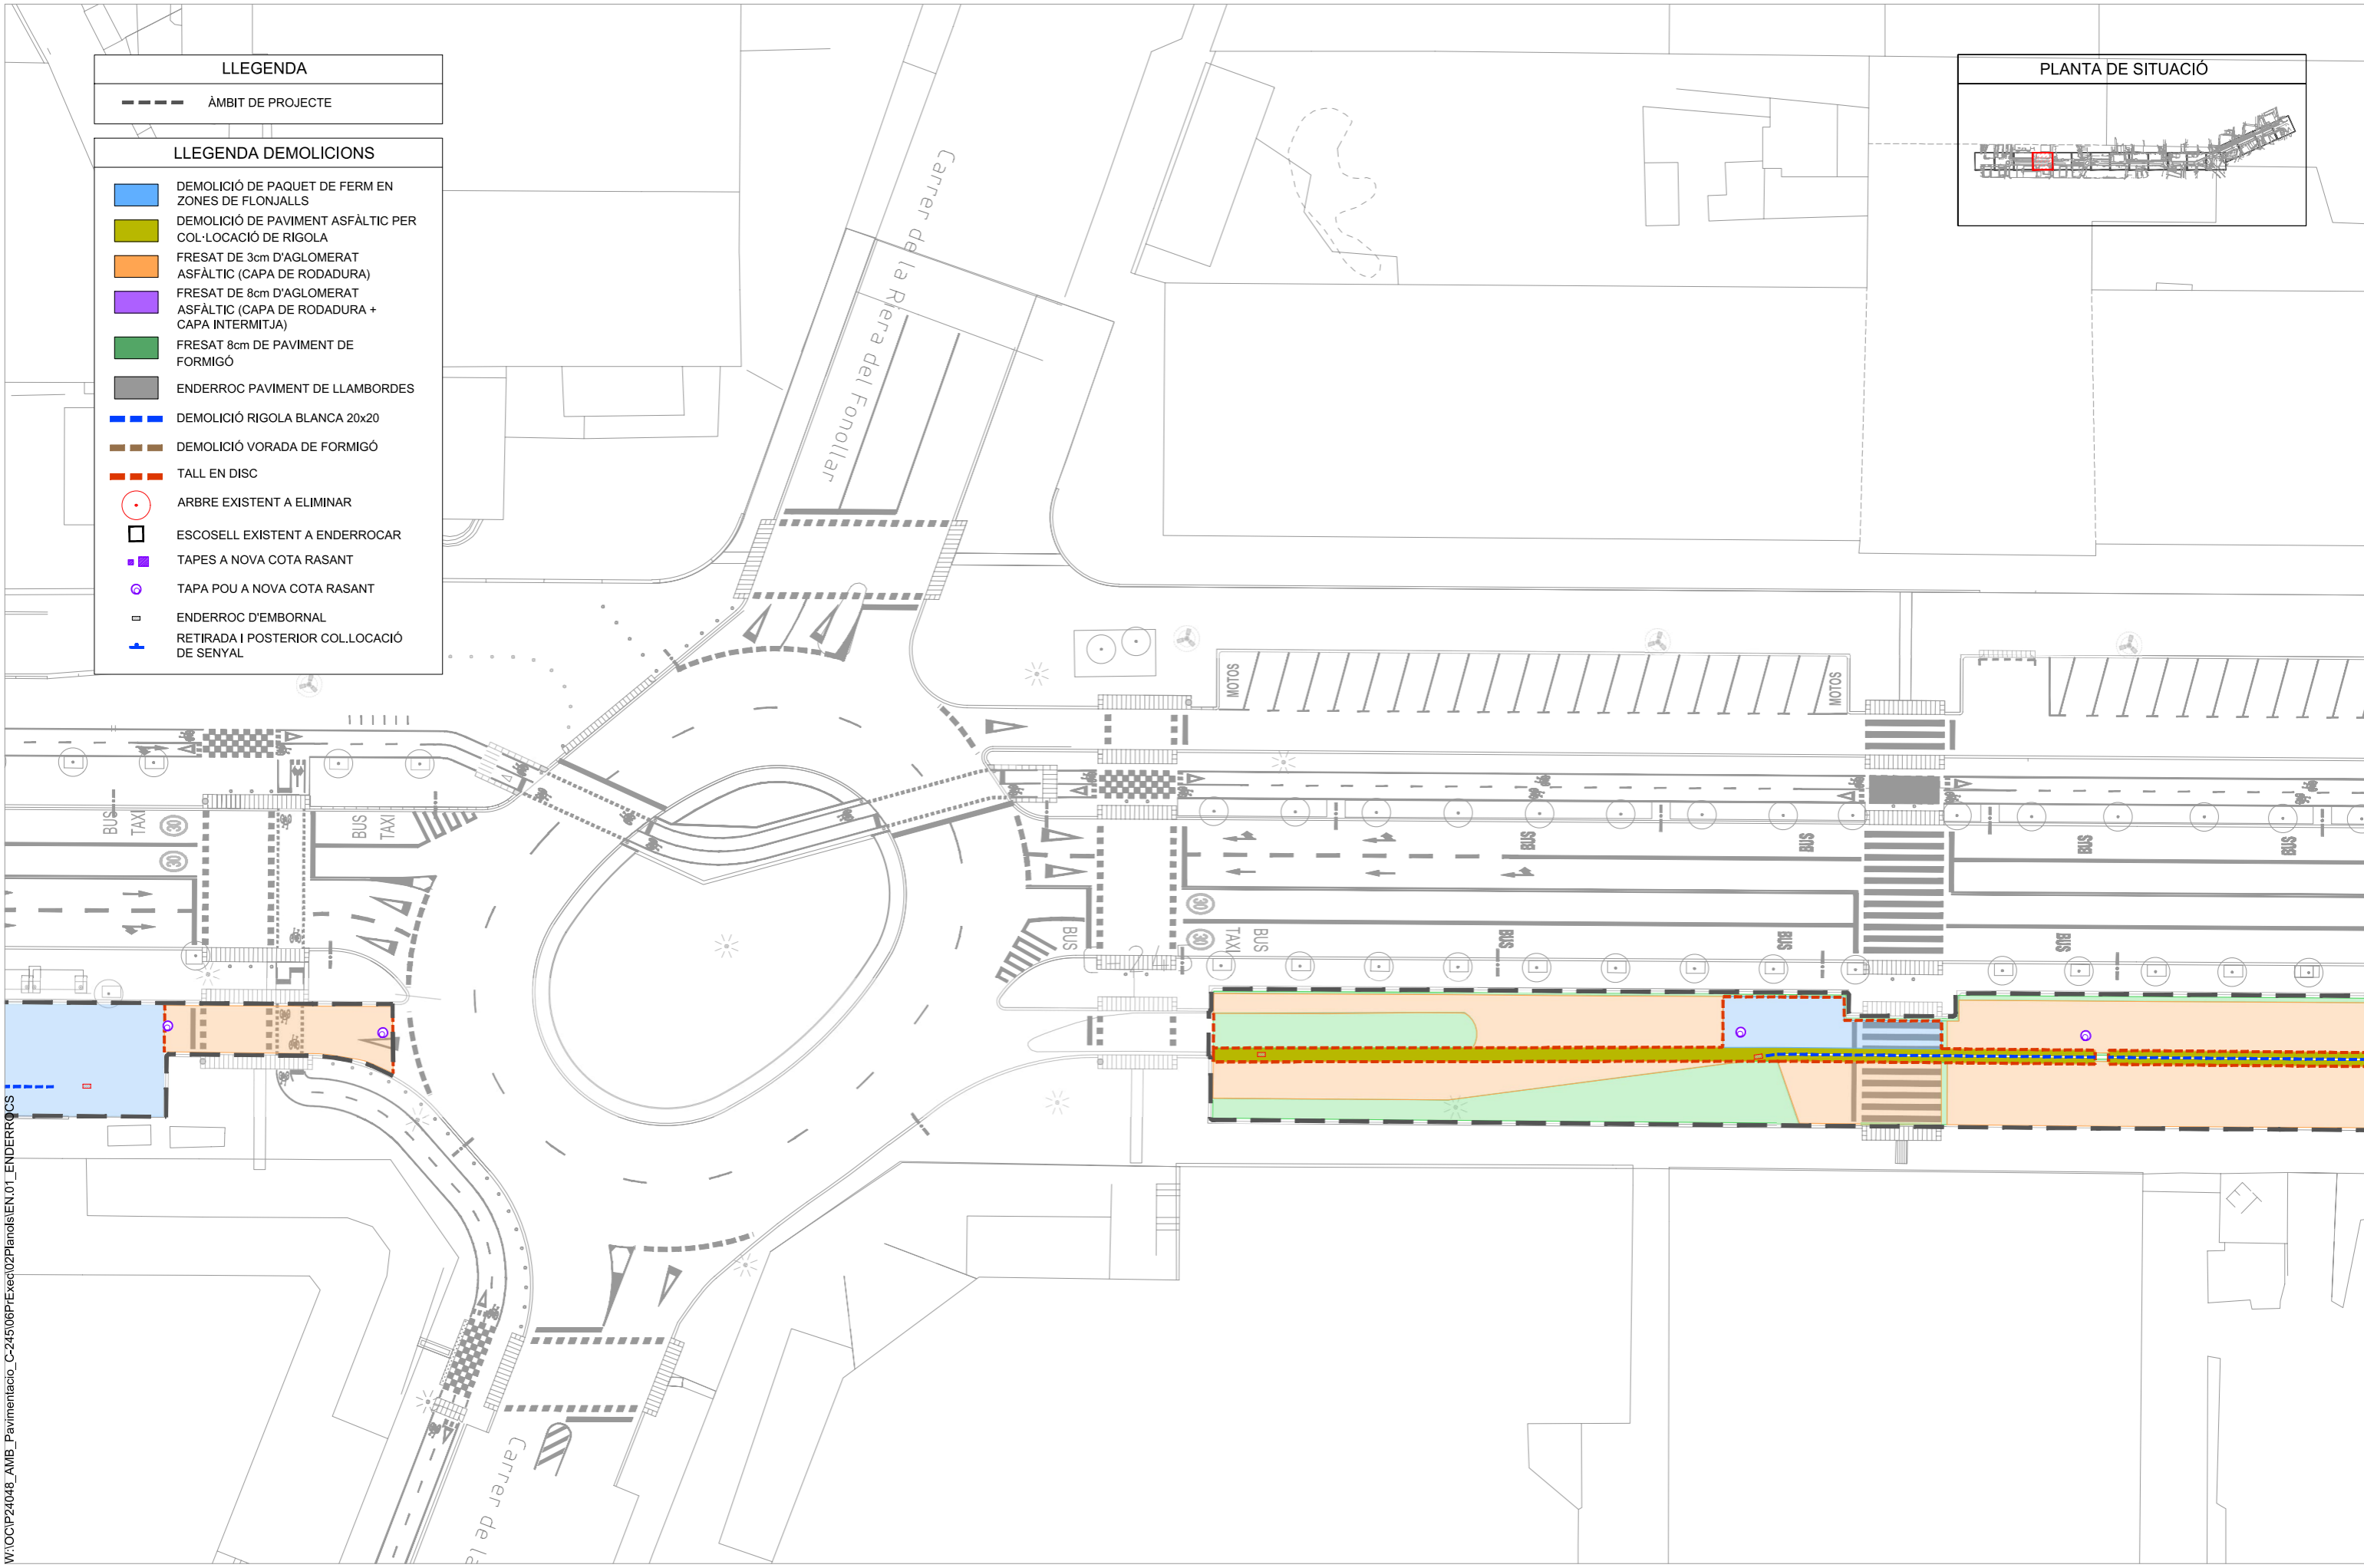 LLEGENDA
ÀMBIT DE PROJECTE
LLEGENDA DEMOLICIONS
DEMOLICIÓ DE PAQUET DE FERM EN
ZONES DE FLONJALLS
DEMOLICIÓ DE PAVIMENT ASFÀLTIC PER
COL·LOCACIÓ DE RIGOLA
FRESAT DE 3cm D'AGLOMERAT
ASFÀLTIC (CAPA DE RODADURA)
FRESAT DE 8cm D'AGLOMERAT
ASFÀLTIC (CAPA DE RODADURA +
CAPA INTERMITJA)
FRESAT 8cm DE PAVIMENT DE
FORMIGÓ
ENDERROC PAVIMENT DE LLAMBORDES
DEMOLICIÓ RIGOLA BLANCA 20x20
DEMOLICIÓ VORADA DE FORMIGÓ
TALL EN DISC
ARBRE EXISTENT A ELIMINAR
ESCOSELL EXISTENT A ENDERROCAR
TAPES A NOVA COTA RASANT
TAPA POU A NOVA COTA RASANT
ENDERROC D'EMBORNAL
RETIRADA I POSTERIOR COL.LOCACIÓ
DE SENYAL
PLANTA DE SITUACIÓ
Carrer de la Riera del Fonollar
MOTOS
MOTOS
BUS
TAXI
30
30
BUS
TAXI
BUS
BUS
BUS
BUS
30
30
BUS
TAXI
BUS
BUS
BUS
BUS
C-245
Carrer de la
W:\OC\P24048_AMB_Pavimentacio_C-245\06PrExec\02Planols\EN.01_ENDERROCS